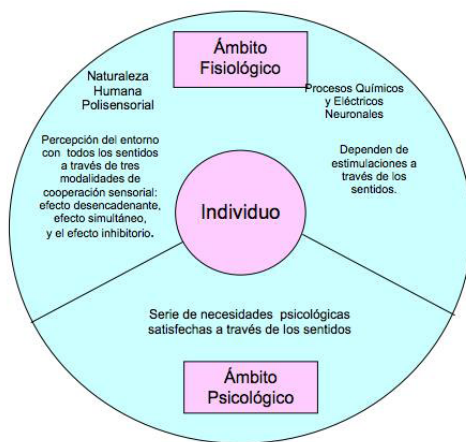 Ámbito
Fisiológico
Naturaleza
Humana
Polisensorial
Percepción del entorno
con todos los sentidos
a través de tres
modalidades de
cooperación sensorial:
efecto desencadenante,
efecto simultáneo,
y el efecto inhibitorio.
Procesos Químicos
y Eléctricos
Neuronales
Dependen de
estimulaciones a
través de los
sentidos.
Individuo
Serie de necesidades psicológicas
satisfechas a través de los sentidos
Ámbito
Psicológico